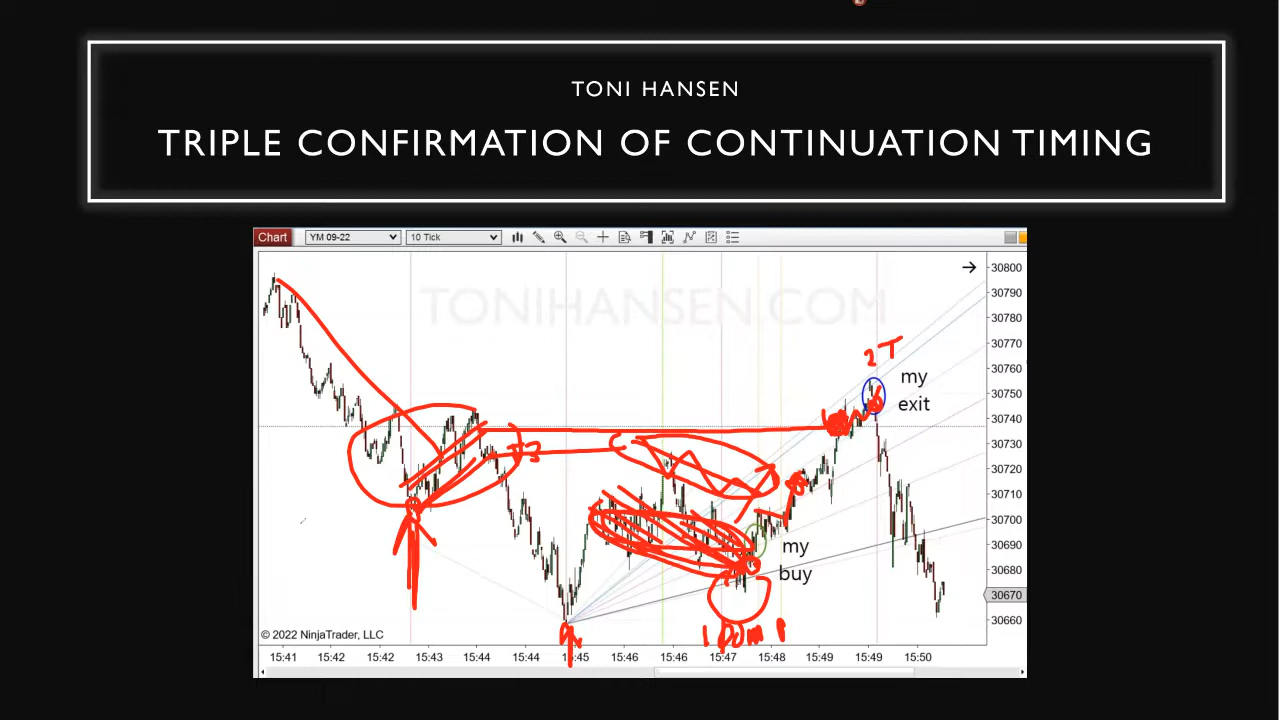 TONI HANSEN
TRIPLE CONFIRMATION OF CONTINUATION TIMING
Chart YM 09-22 10 Tick
TONIHANSEN.COM
30800
30790
30780
30770
30760
30750
30740
30730
30720
30710
30700
30690
30680
30670
30660
2T
my
exit
my
buy
© 2022 NinjaTrader, LLC
15:41 15:42 15:42 15:43 15:44 15:44 15:45 15:46 15:46 15:47 15:48 15:49 15:49 15:50